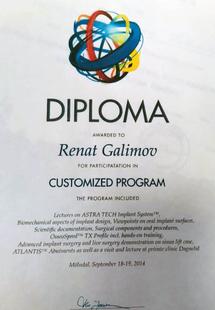 DIPLOMA
AWARDED TO
Renat Galimov
FOR PARTICIPATATION IN
CUSTOMIZED PROGRAM
THE PROGRAM INCLUDED
Lectures on ASTRA TECH Implant System™,
Biomechanical aspects of implant design, Viewpoints on oral implant surface,
Scientific documentation, Surgical components and procedures,
OsseoSpeed™ TX Profile incl. hands-on training,
Advanced implant surgery and live surgery demonstration on sinus lift case,
ATLANTIS™ Abutments as well as a visit and lecture at private clinic
Mölndal, September 18-19, 2014